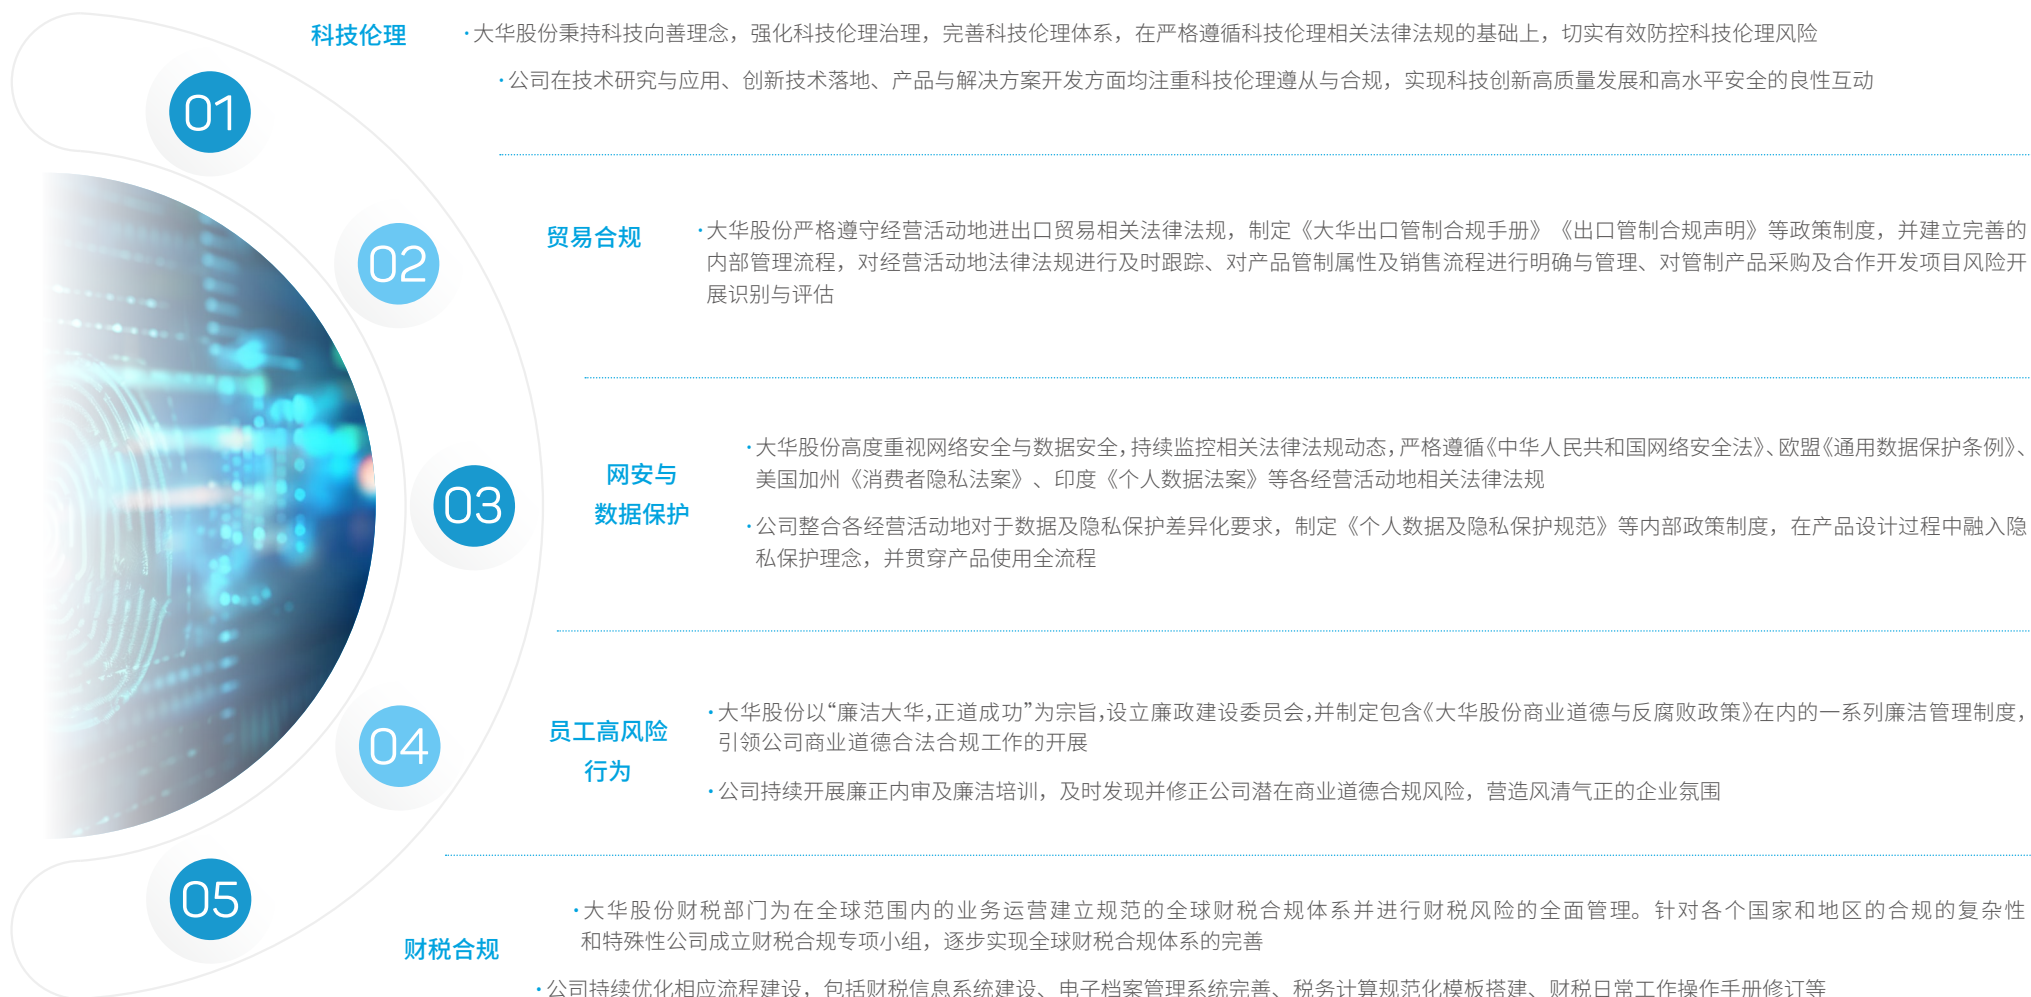 01
科技伦理
·大华股份秉持科技向善理念，强化科技伦理治理，完善科技伦理体系，在严格遵循科技伦理相关法律法规的基础上，切实有效防控科技伦理风险
·公司在技术研究与应用、创新技术落地、产品与解决方案开发方面均注重科技伦理遵从与合规，实现科技创新高质量发展和高水平安全的良性互动
02
贸易合规
·大华股份严格遵守经营活动地进出口贸易相关法律法规，制定《大华出口管制合规手册》《出口管制合规声明》等政策制度，并建立完善的
内部管理流程，对经营活动地法律法规进行及时跟踪、对产品管制属性及销售流程进行明确与管理、对管制产品采购及合作开发项目风险开
展识别与评估
03
网安与
数据保护
·大华股份高度重视网络安全与数据安全，持续监控相关法律法规动态，严格遵循《中华人民共和国网络安全法》、欧盟《通用数据保护条例》、
美国加州《消费者隐私法案》、印度《个人数据法案》等各经营活动地相关法律法规
·公司整合各经营活动地对于数据及隐私保护差异化要求，制定《个人数据及隐私保护规范》等内部政策制度，在产品设计过程中融入隐
私保护理念，并贯穿产品使用全流程
04
员工高风险
行为
·大华股份以“廉洁大华，正道成功”为宗旨，设立廉政建设委员会，并制定包含《大华股份商业道德与反腐败政策》在内的一系列廉洁管理制度，
引领公司商业道德合法合规工作的开展
·公司持续开展廉正内审及廉洁培训，及时发现并修正公司潜在商业道德合规风险，营造风清气正的企业氛围
05
财税合规
·大华股份财税部门为在全球范围内的业务运营建立规范的全球财税合规体系并进行财税风险的全面管理。针对各个国家和地区的合规的复杂性
和特殊性公司成立财税合规专项小组，逐步实现全球财税合规体系的完善
·公司持续优化相应流程建设，包括财税信息系统建设、电子档案管理系统完善、税务计算规范化模板搭建、财税日常工作操作手册修订等